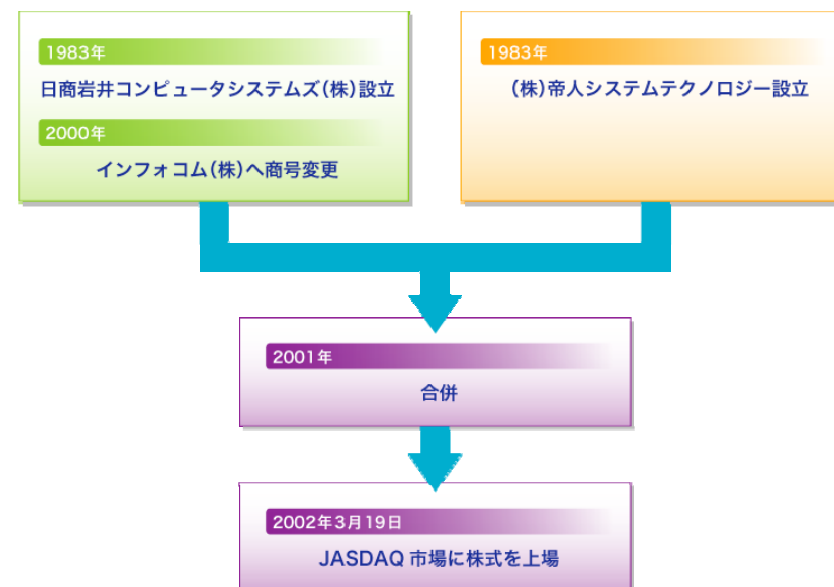 1983年
日商岩井コンピュータシステムズ(株)設立
2000年
インフォコム(株)へ商号変更
1983年
(株)帝人システムテクノロジー設立
2001年
合併
2002年3月19日
JASDAQ 市場に株式を上場